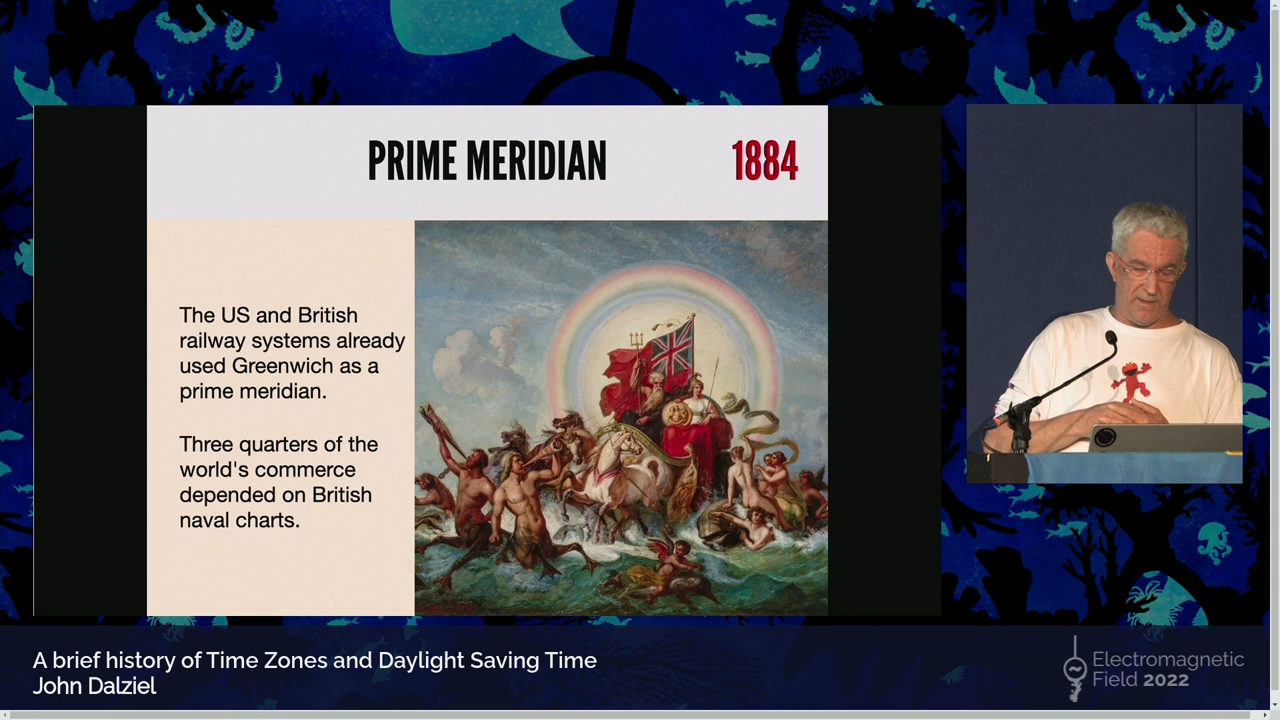 PRIME MERIDIAN
1884
The US and British
railway systems already
used Greenwich as a
prime meridian.
Three quarters of the
world's commerce
depended on British
naval charts.
A brief history of Time Zones and Daylight Saving Time
John Dalziel
Electromagnetic
Field 2022